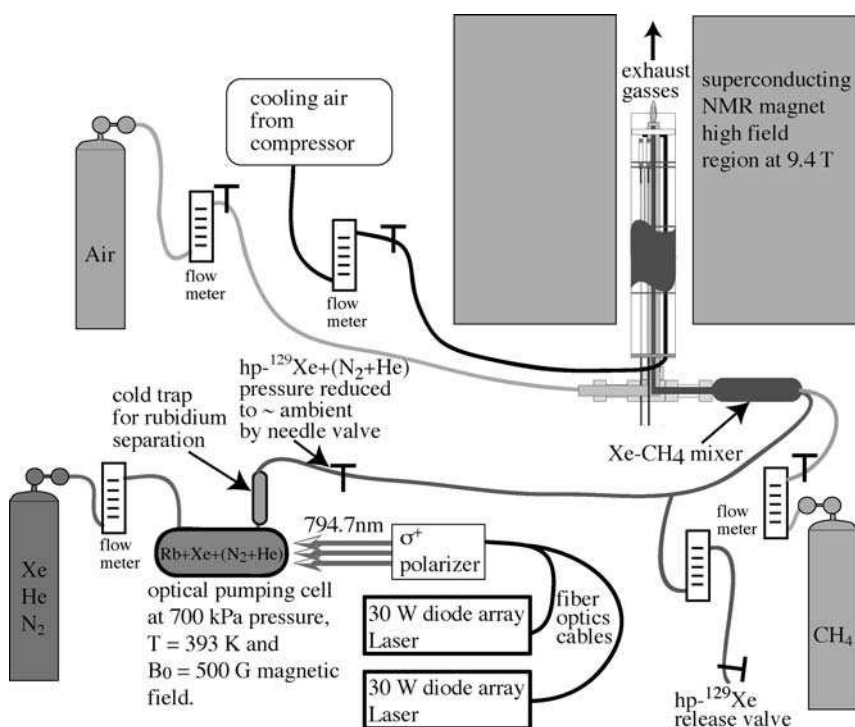 exhaust
gasses
superconducting
NMR magnet
high field
region at 9.4 T
cooling air
from
compressor
Air
flow
meter
flow
meter
hp-¹²⁹Xe+(N₂+He)
pressure reduced
to ~ ambient
by needle valve
cold trap
for rubidium
separation
Xe-CH4 mixer
flow
meter
Xe
He
N₂
flow
meter
Rb+Xe+(N₂+He)
794.7nm
σ⁺
polarizer
optical pumping cell
at 700 kPa pressure,
T = 393 K and
B₀ = 500 G magnetic
field.
30 W diode array
Laser
30 W diode array
Laser
fiber
optics
cables
CH₄
hp-¹²⁹Xe
release valve